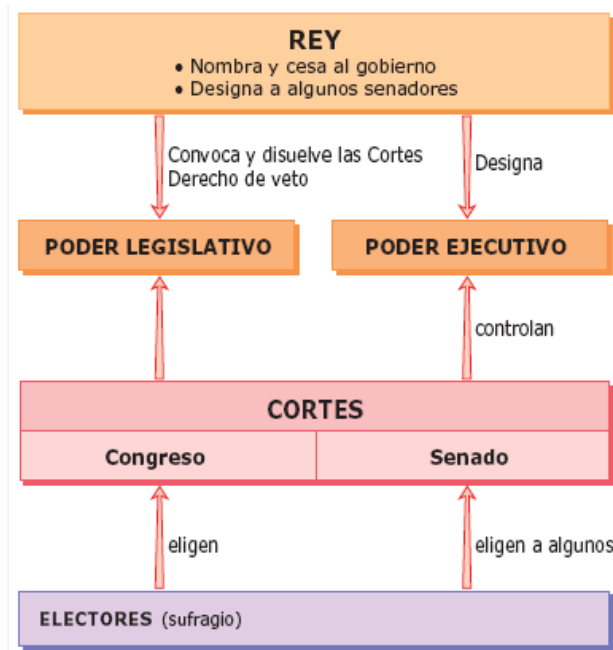 REY
• Nombra y cesa al gobierno
• Designa a algunos senadores
Convoca y disuelve las Cortes
Derecho de veto
Designa
PODER LEGISLATIVO
PODER EJECUTIVO
controlan
CORTES
Congreso
Senado
eligen
eligen a algunos
ELECTORES (sufragio)